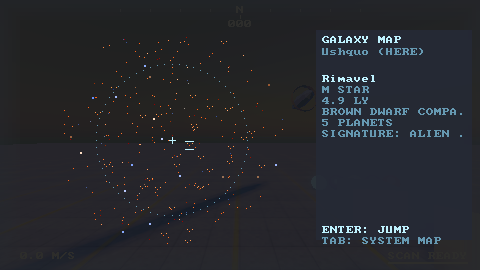 N
000
GALAXY MAP
Ushquo (HERE)
Rimavel
M STAR
4.9 LY
BROWN DWARF COMPA.
5 PLANETS
SIGNATURE: ALIEN .
ENTER: JUMP
TAB: SYSTEM MAP
M/S